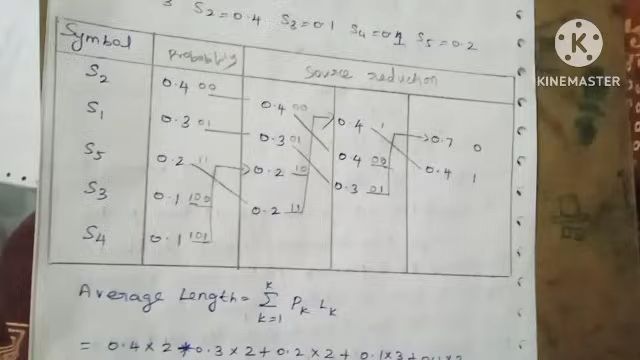 3 S2=0.4 S3=0.1 S4=0.1 S5=0.2
KINEMASTER
Symbol Probability Source reduction
S2 0.4 00 0.4 00 0.4 1 0.7 0
S1 0.3 01 0.3 01 0.4 00 0.4 1
S5 0.2 11 0.2 10 0.3 01
S3 0.1 100 0.2 11
S4 0.1 101
Average Length = K Σ k=1 Pk Lk
= 0.4×2 + 0.3×2 + 0.2×2 + 0.1×3 + 0.1×3